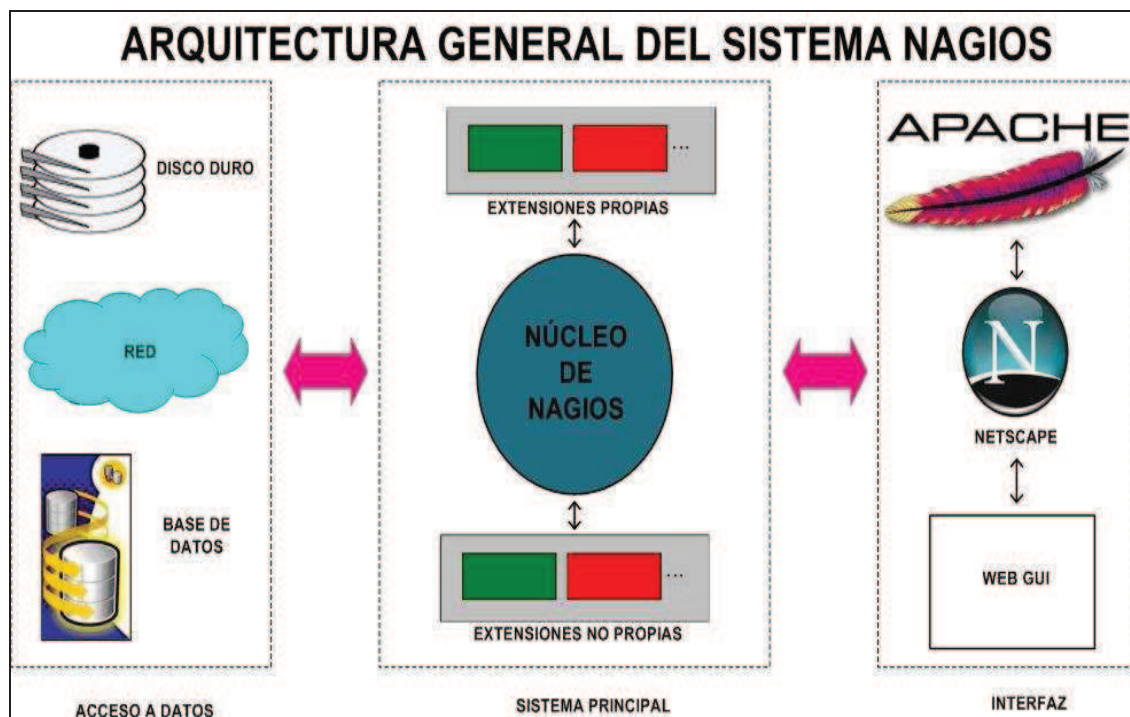 ARQUITECTURA GENERAL DEL SISTEMA NAGIOS
DISCO DURO
RED
BASE DE
DATOS
ACCESO A DATOS
...
EXTENSIONES PROPIAS
NÚCLEO
DE
NAGIOS
...
EXTENSIONES NO PROPIAS
SISTEMA PRINCIPAL
APACHE
N
NETSCAPE
WEB GUI
INTERFAZ